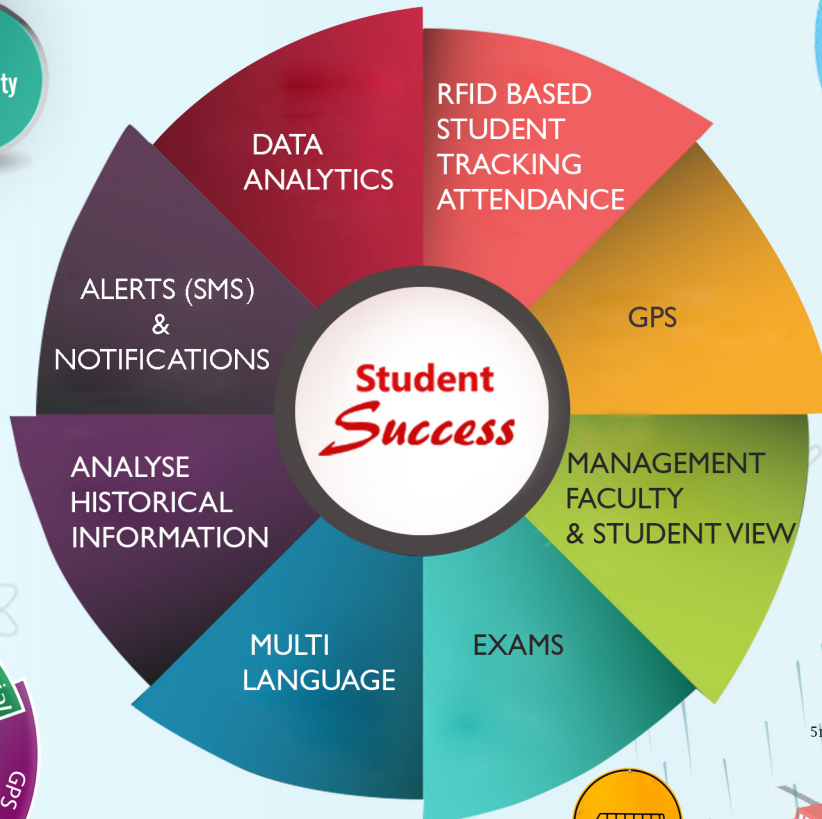 ty
DATA
ANALYTICS
RFID BASED
STUDENT
TRACKING
ATTENDANCE
ALERTS (SMS)
&
NOTIFICATIONS
GPS
Student
Success
ANALYSE
HISTORICAL
INFORMATION
MANAGEMENT
FACULTY
& STUDENT VIEW
MULTI
LANGUAGE
EXAMS
GPS